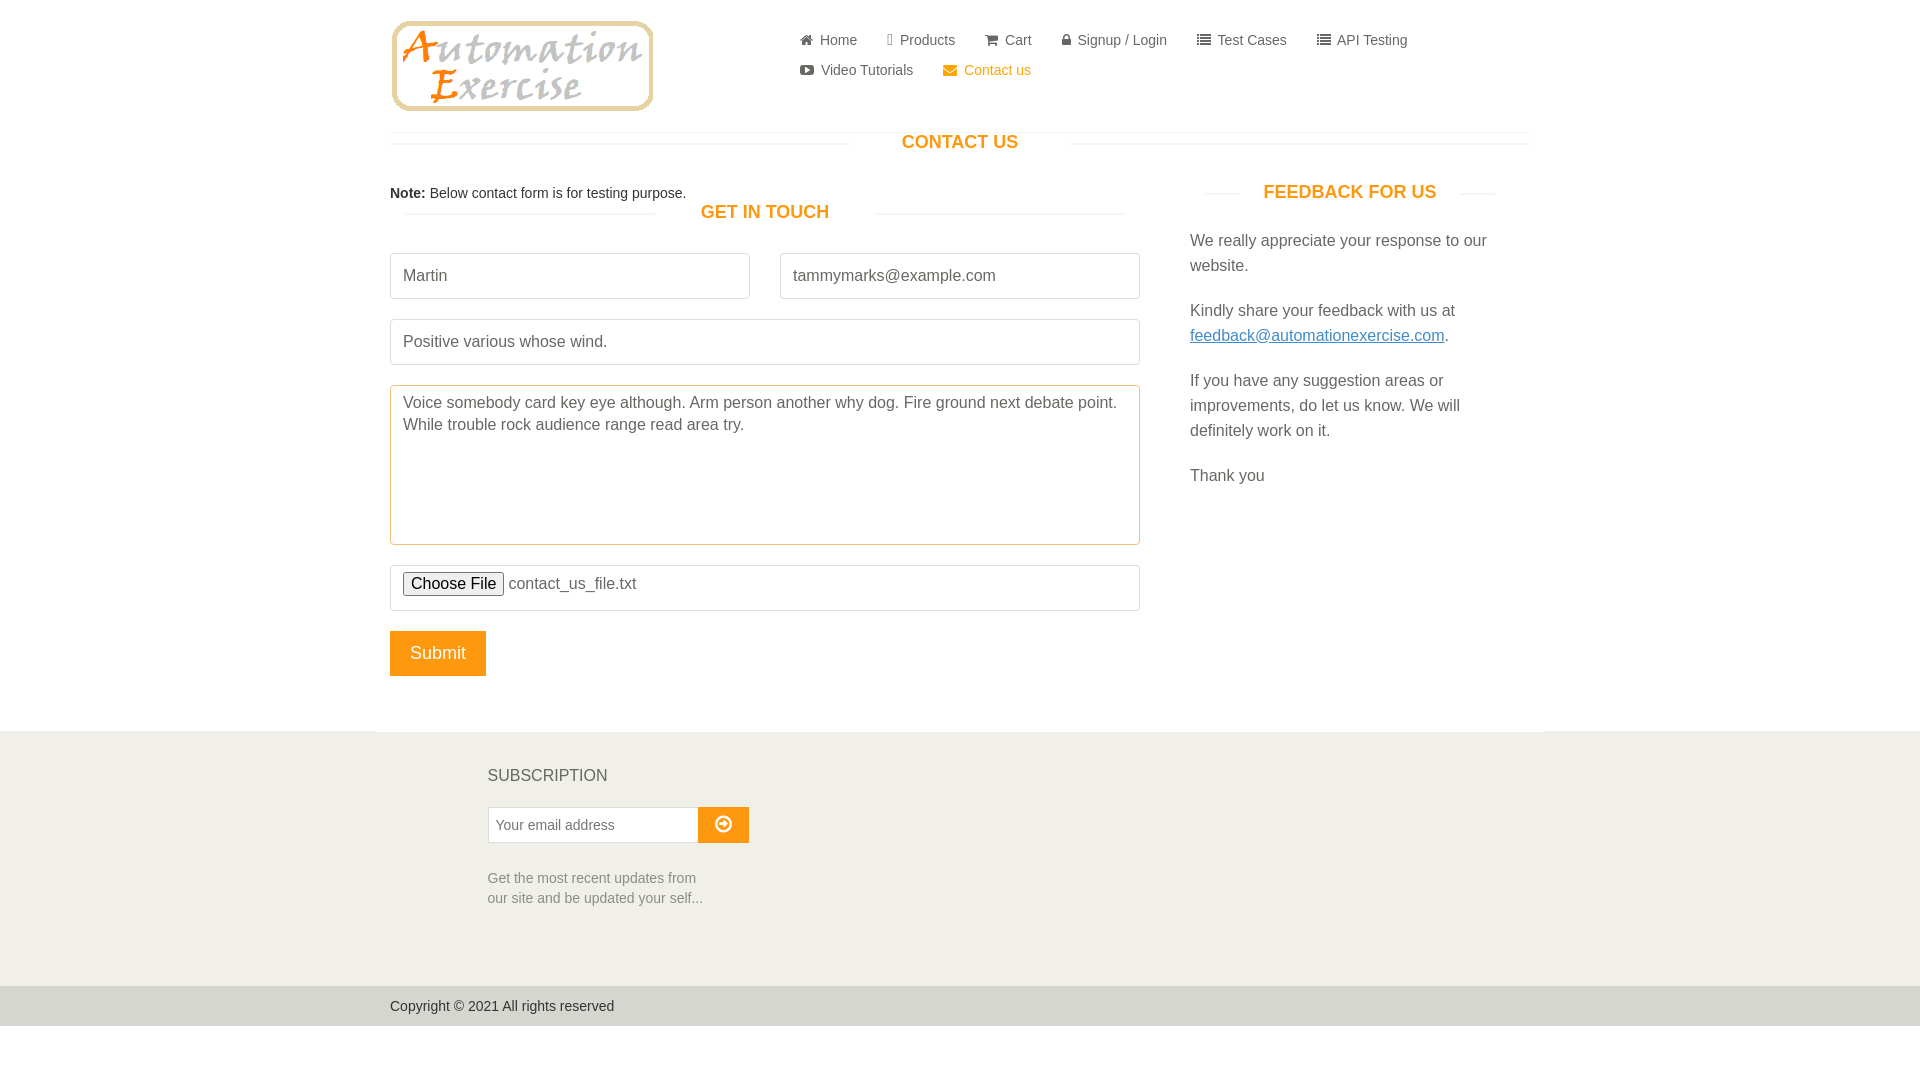 Automation
Exercise
Home
Products
Cart
Signup / Login
Test Cases
API Testing
Video Tutorials
Contact us
CONTACT US
Note: Below contact form is for testing purpose.
GET IN TOUCH
Martin
tammymarks@example.com
Positive various whose wind.
Voice somebody card key eye although. Arm person another why dog. Fire ground next debate point.
While trouble rock audience range read area try.
Choose File contact_us_file.txt
Submit
FEEDBACK FOR US
We really appreciate your response to our
website.
Kindly share your feedback with us at
feedback@automationexercise.com.
If you have any suggestion areas or
improvements, do let us know. We will
definitely work on it.
Thank you
SUBSCRIPTION
Your email address
Get the most recent updates from
our site and be updated your self...
Copyright © 2021 All rights reserved